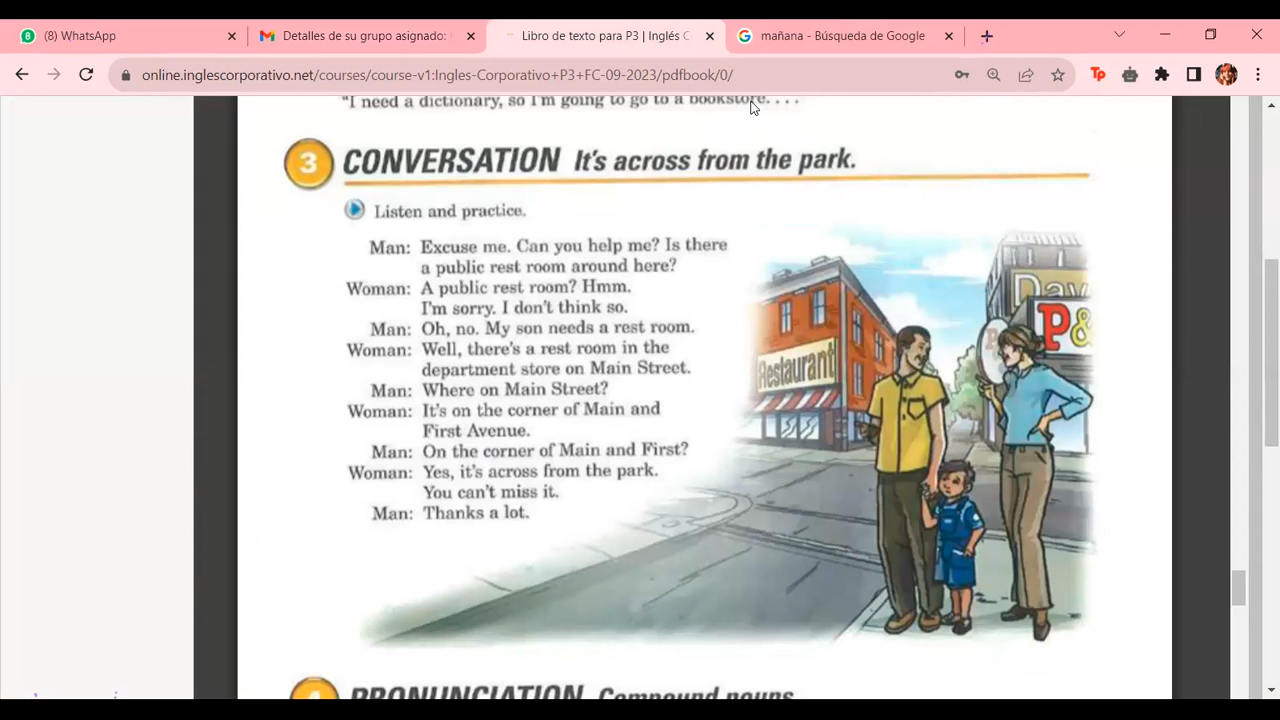 (8) WhatsApp
Detalles de su grupo asignado:
Libro de texto para P3 | Inglés C
mañana - Búsqueda de Google
online.inglescorporativo.net/courses/course-v1:Ingles-Corporativo+P3+FC-09-2023/pdfbook/0/
Tp
"I need a dictionary, so I'm going to go to a bookstore. . . .
3 CONVERSATION It's across from the park.
Listen and practice.
Man: Excuse me. Can you help me? Is there
a public rest room around here?
Woman: A public rest room? Hmm.
I'm sorry. I don't think so.
Man: Oh, no. My son needs a rest room.
Woman: Well, there's a rest room in the
department store on Main Street.
Man: Where on Main Street?
Woman: It's on the corner of Main and
First Avenue.
Man: On the corner of Main and First?
Woman: Yes, it's across from the park.
You can't miss it.
Man: Thanks a lot.
Restaurant
Dav
P&
4 PRONUNCIATION Compound nouns